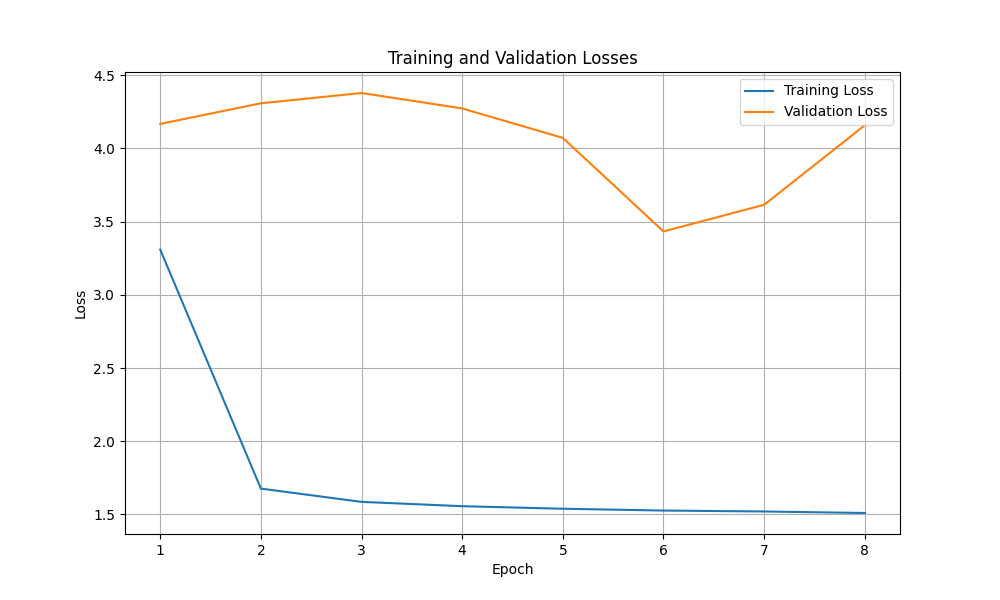 Training and Validation Losses
Training Loss
Validation Loss
4.5
4.0
3.5
3.0
2.5
2.0
1.5
Loss
1 2 3 4 5 6 7 8
Epoch